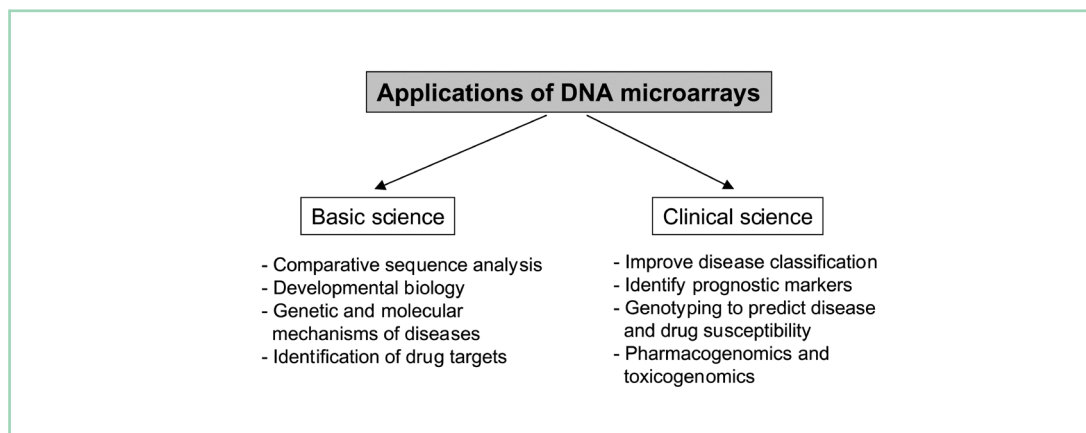 Applications of DNA microarrays
Basic science
- Comparative sequence analysis
- Developmental biology
- Genetic and molecular
mechanisms of diseases
- Identification of drug targets
Clinical science
- Improve disease classification
- Identify prognostic markers
- Genotyping to predict disease
and drug susceptibility
- Pharmacogenomics and
toxicogenomics